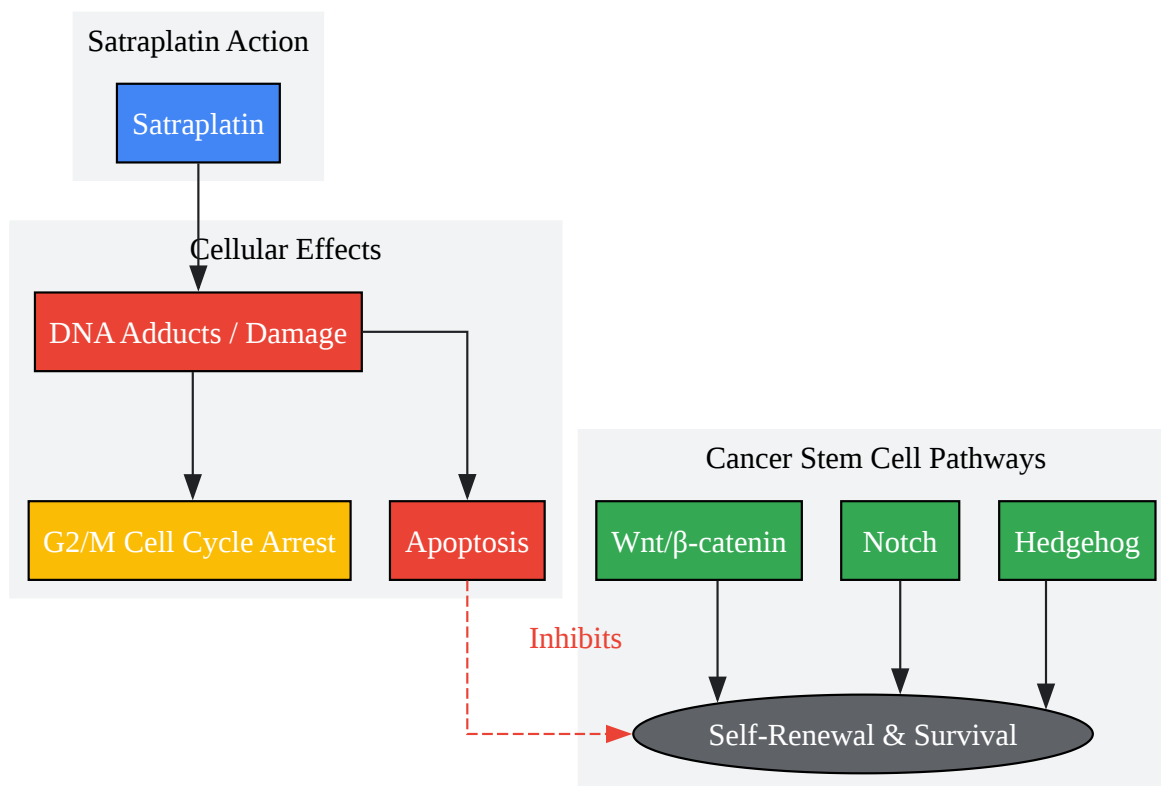 Satraplatin Action
Satraplatin
Cellular Effects
DNA Adducts / Damage
G2/M Cell Cycle Arrest
Apoptosis
Cancer Stem Cell Pathways
Wnt/β-catenin
Notch
Hedgehog
Inhibits
Self-Renewal & Survival